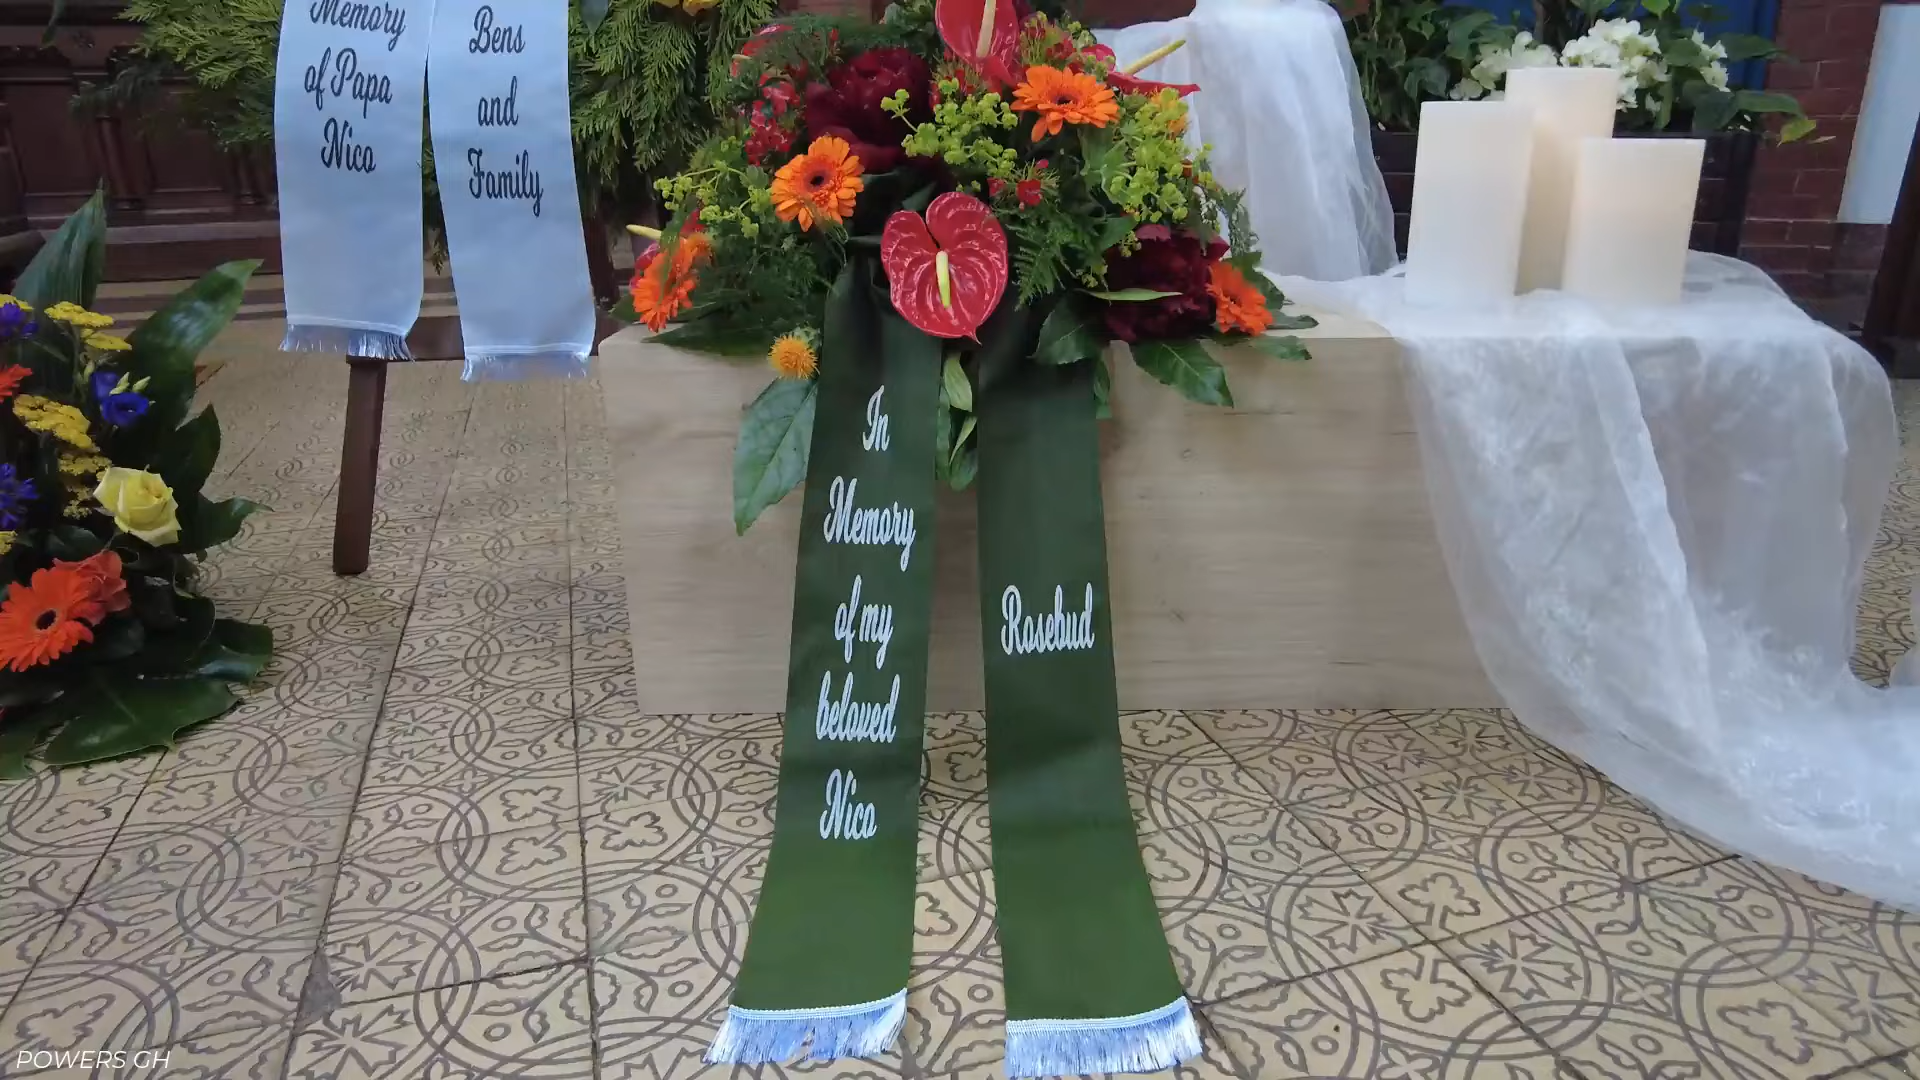 Memory
of Papa
Nico
Bens
and
Family
In
Memory
of my
beloved
Nico
Rosebud
POWERS GH